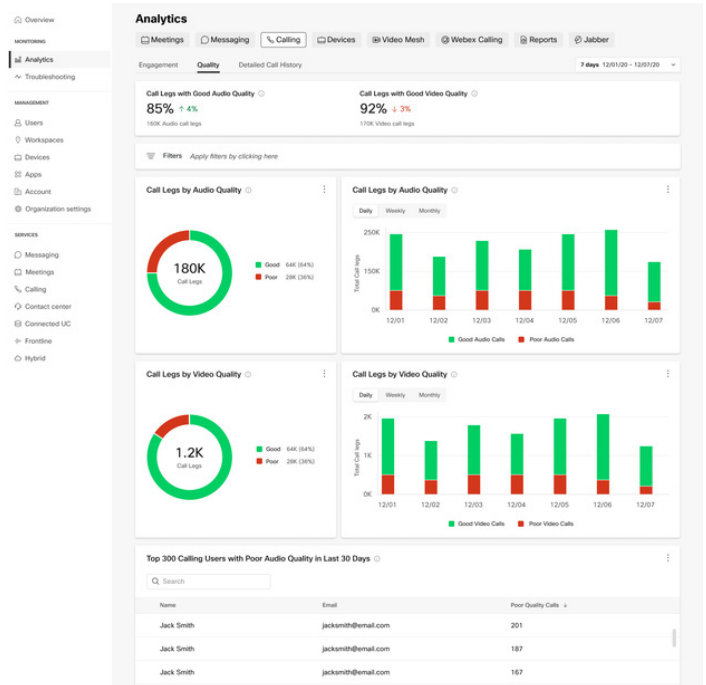 Overview
MONITORING
Analytics
Troubleshooting
MANAGEMENT
Users
Workspaces
Devices
Apps
Account
Organization settings
SERVICES
Messaging
Meetings
Calling
Contact center
Connected UC
Frontline
Hybrid
Analytics
Meetings Messaging Calling Devices Video Mesh Webex Calling Reports Jabber
Engagement Quality Detailed Call History 7 days 12/01/20 - 12/07/20
Call Legs with Good Audio Quality Call Legs with Good Video Quality
85% ↑ 4% 92% ↓ 3%
160K Audio call legs 170K Video call legs
Filters Apply filters by clicking here
Call Legs by Audio Quality
180K
Call Legs
Good 64K (64%)
Poor 28K (36%)
Call Legs by Audio Quality
Daily Weekly Monthly
Total Call legs
250K
150K
0K
12/01 12/02 12/03 12/04 12/05 12/06 12/07
Good Audio Calls Poor Audio Calls
Call Legs by Video Quality
1.2K
Call Legs
Good 64K (64%)
Poor 28K (36%)
Call Legs by Video Quality
Daily Weekly Monthly
Total Call legs
2K
1K
0K
12/01 12/02 12/03 12/04 12/05 12/06 12/07
Good Video Calls Poor Video Calls
Top 300 Calling Users with Poor Audio Quality in Last 30 Days
Search
Name Email Poor Quality Calls ↓
Jack Smith jacksmith@email.com 201
Jack Smith jacksmith@email.com 187
Jack Smith jacksmith@email.com 167